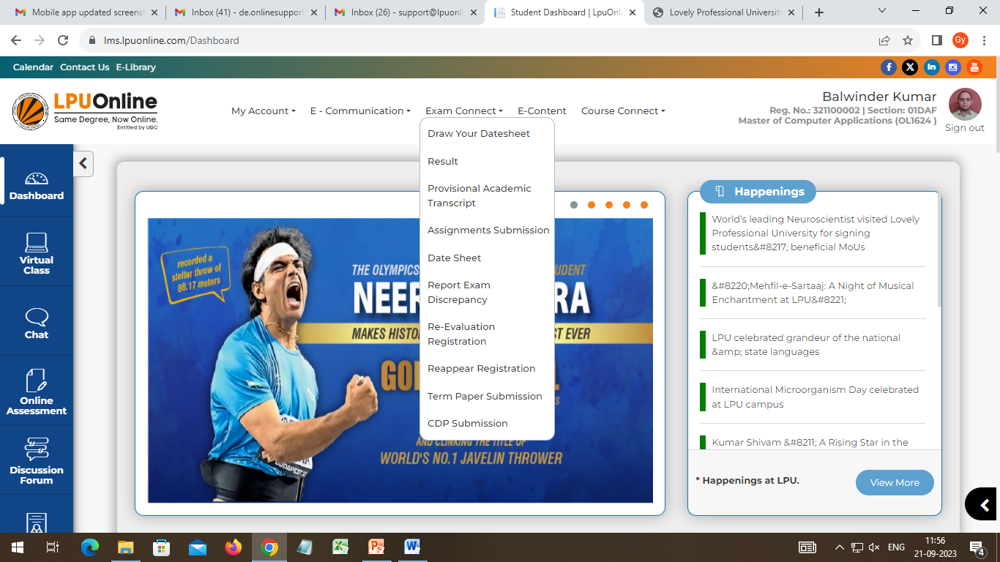 Mobile app updated screensh
Inbox (41) - de.onlinesupport
Inbox (26) - support@lpuonli
Student Dashboard | LpuOnli
Lovely Professional University
lms.lpuonline.com/Dashboard
Gy
Calendar Contact Us E-Library
LPUOnline
Same Degree, Now Online.
Entitled by UGC
My Account
E - Communication
Exam Connect
E-Content
Course Connect
Balwinder Kumar
Reg. No.: 321100002 | Section: 01DAF
Master of Computer Applications (OL1624 )
Sign out
Dashboard
Virtual
Class
Chat
Online
Assessment
Discussion
Forum
Draw Your Datesheet
Result
Provisional Academic
Transcript
Assignments Submission
Date Sheet
Report Exam
Discrepancy
Re-Evaluation
Registration
Reappear Registration
Term Paper Submission
CDP Submission
recorded a
stellar throw of
88.17 meters
THE OLYMPICS UDENT
NEER RA
MAKES HISTO ST EVER
GOL L
S
AND CLINKING THE TITLE OF
WORLD'S NO.1 JAVELIN THROWER
BUDAPEST
Happenings
World's leading Neuroscientist visited Lovely
Professional University for signing
students&#8217; beneficial MoUs
&#8220;Mehfil-e-Sartaaj: A Night of Musical
Enchantment at LPU&#8221;
LPU celebrated grandeur of the national
&amp; state languages
International Microorganism Day celebrated
at LPU campus
Kumar Shivam &#8211; A Rising Star in the
* Happenings at LPU.
View More
ENG
11:56
21-09-2023
4